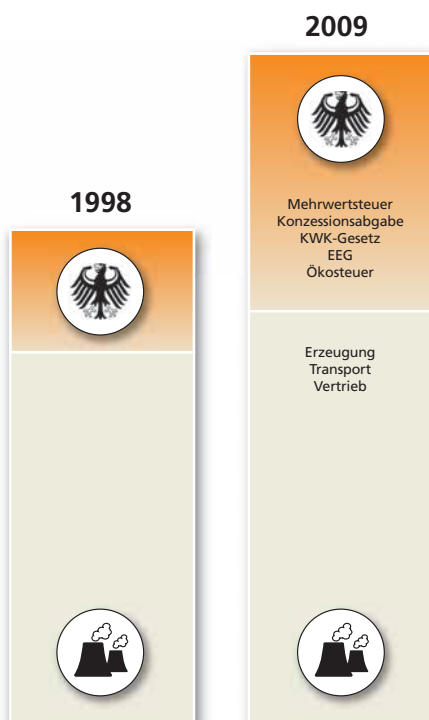 2009
1998
Mehrwertsteuer
Konzessionsabgabe
KWK-Gesetz
EEG
Ökosteuer
Erzeugung
Transport
Vertrieb